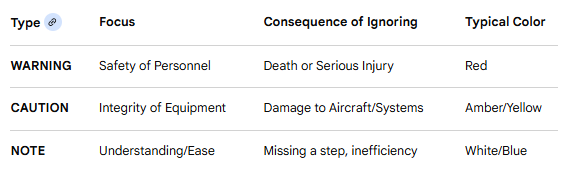 Type Focus Consequence of Ignoring Typical Color
WARNING Safety of Personnel Death or Serious Injury Red
CAUTION Integrity of Equipment Damage to Aircraft/Systems Amber/Yellow
NOTE Understanding/Ease Missing a step, inefficiency White/Blue